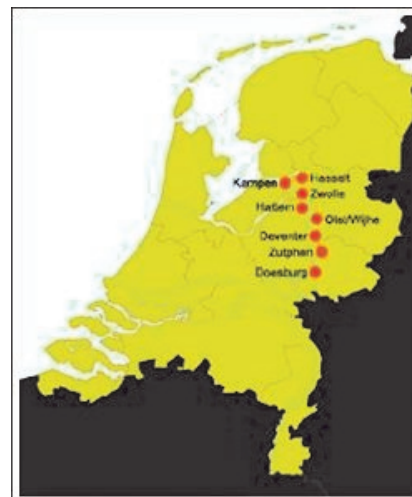 Hasselt
Kampen
Zwolle
Hattem
Olst/Wijhe
Deventer
Zutphen
Doesburg